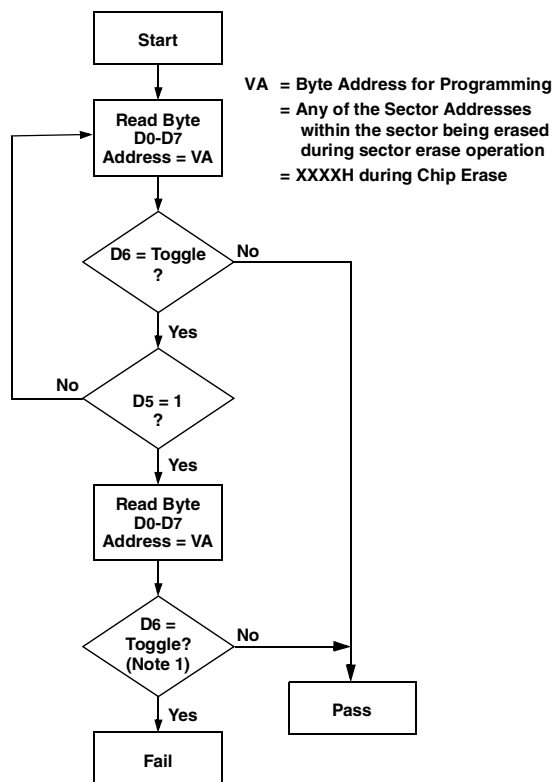 Start
VA = Byte Address for Programming
= Any of the Sector Addresses
within the sector being erased
during sector erase operation
= XXXXH during Chip Erase
Read Byte
D0-D7
Address = VA
D6 = Toggle
?
No
Yes
No
D5 = 1
?
Yes
Read Byte
D0-D7
Address = VA
D6 =
Toggle?
(Note 1)
No
Yes
Pass
Fail